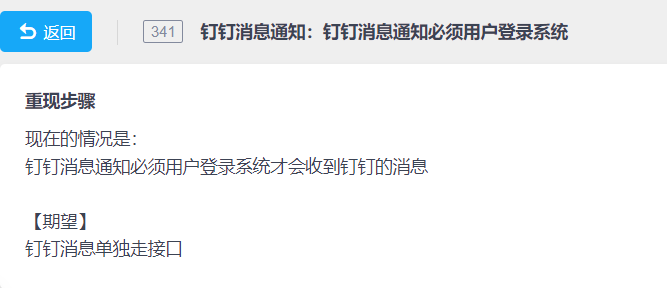 返回
341
钉钉消息通知：钉钉消息通知必须用户登录系统
重现步骤
现在的情况是：
钉钉消息通知必须用户登录系统才会收到钉钉的消息
【期望】
钉钉消息单独走接口